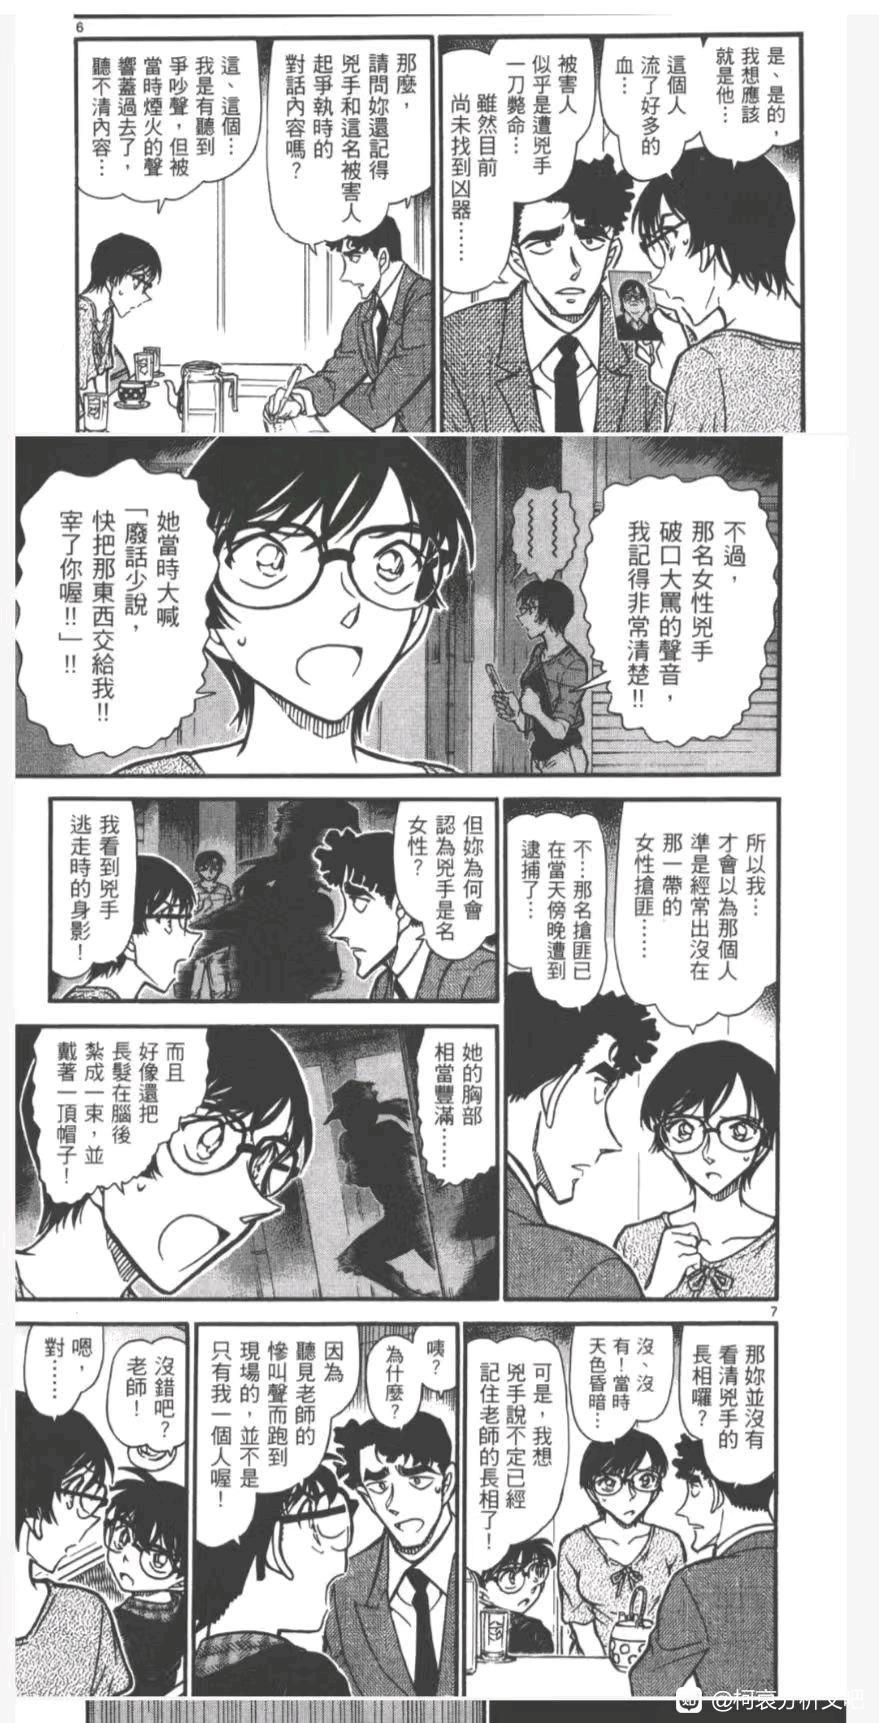 6
是、是的，
我想應該
就是他…
這個人
流了好多的
血…
被害人
似乎是遭兇手
一刀斃命…
雖然目前
尚未找到凶器……
那麼，
請問妳還記得
兇手和這名被害人
起爭執時的
對話內容嗎？
這、這個…
我是有聽到
爭吵聲，但被
當時煙火的聲
響蓋過去了，
聽不清內容…
不過，
那名女性兇手
破口大罵的聲音，
我記得非常清楚!!
她當時大喊
「廢話少說，
快把那東西交給我!!
宰了你喔!!」!!
所以我…
才會以為那個人
準是經常出沒在
那一帶的
女性搶匪……
不…那名搶匪已
在當天傍晚遭到
逮捕了…
但妳為何會
認為兇手是名
女性？
我看到兇手
逃走時的身影！
她的胸部
相當豐滿……
而且
好像還把
長髮在腦後
紮成一束，並
戴著一頂帽子！
7
那妳並沒有
看清兇手的
長相囉？
沒、沒
有！當時
天色昏暗…
可是，我想
兇手說不定已經
記住老師的長相了！
咦？
為什麼？
因為
聽見老師的
慘叫聲而跑到
現場的，並不是
只有我一個人喔！
沒錯吧？
老師！
嗯，
對……
知 @柯哀分析文吧